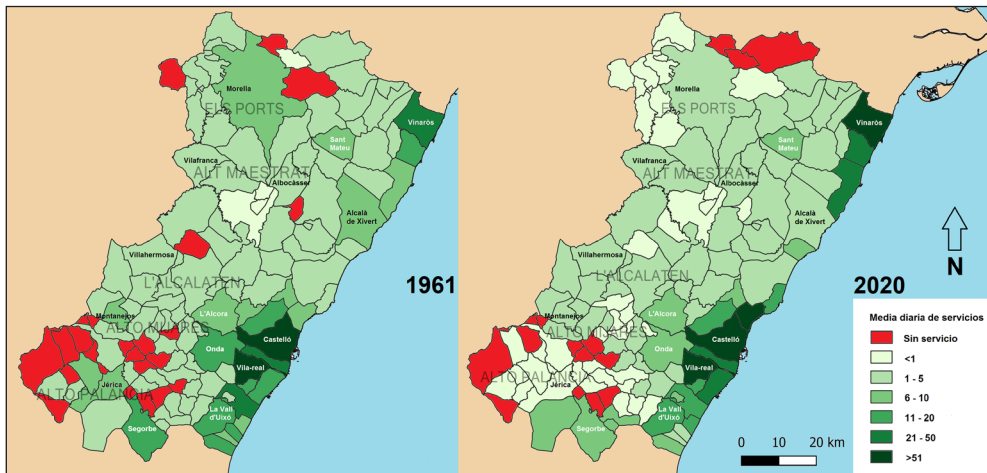 Morella
ELS PORTS
Vinaròs
Sant
Mateu
Vilafranca
ALT MAESTRAT
Albocàsser
Alcalà
de Xivert
Villahermosa
L'ALCALATEN
1961
L'Alcora
Montanejos
ALTO MIJARES
Castelló
Onda
Vila-real
Jérica
ALTO PALANCIA
La Vall
d'Uixó
Segorbe
Morella
ELS PORTS
Vinaròs
Sant
Mateu
Vilafranca
ALT MAESTRAT
Albocàsser
Alcalà
de Xivert
Villahermosa
L'ALCALATEN
N
2020
L'Alcora
Montanejos
ALTO MIJARES
Castelló
Onda
Vila-real
ALTO PALANCIA
Jérica
La Vall
d'Uixó
Segorbe
0 10 20 km
Media diaria de servicios
Sin servicio
<1
1 - 5
6 - 10
11 - 20
21 - 50
>51